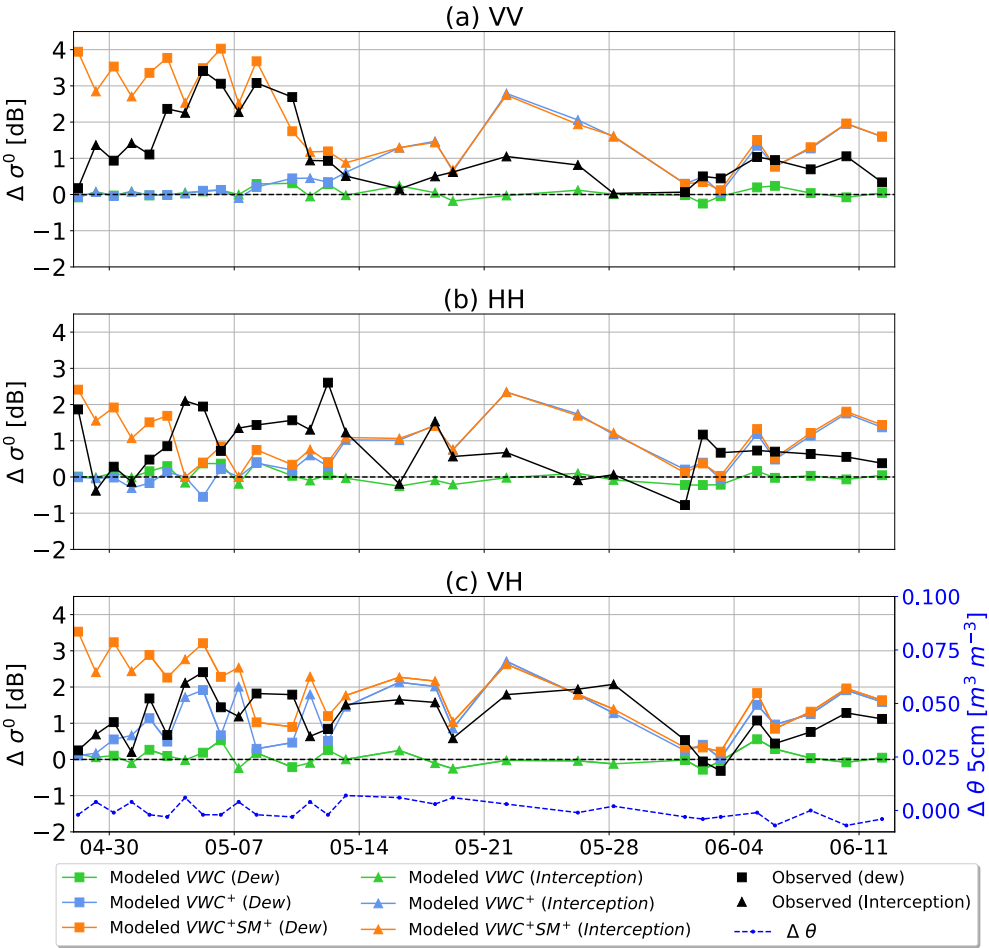 (a) VV
4
3
2
1
0
−1
−2
Δ σ⁰ [dB]
(b) HH
4
3
2
1
0
−1
−2
Δ σ⁰ [dB]
(c) VH
4
3
2
1
0
−1
−2
Δ σ⁰ [dB]
0.100
0.075
0.050
0.025
0.000
Δ θ 5cm [m³ m⁻³]
04-30 05-07 05-14 05-21 05-28 06-04 06-11
Modeled VWC (Dew) Modeled VWC (Interception) Observed (dew)
Modeled VWC⁺ (Dew) Modeled VWC⁺ (Interception) Observed (Interception)
Modeled VWC⁺SM⁺ (Dew) Modeled VWC⁺SM⁺ (Interception) Δ θ